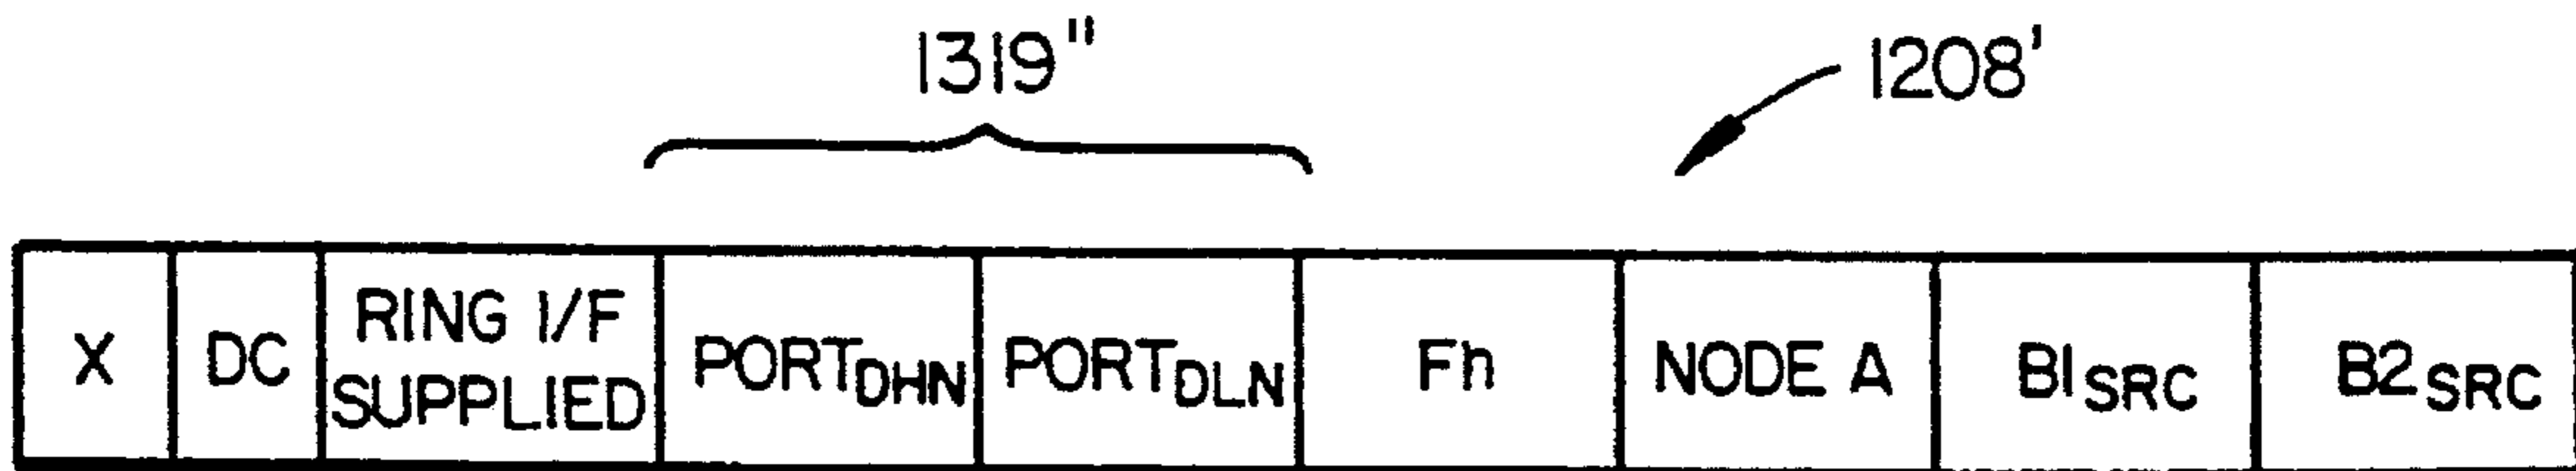 1319"
1208'
X DC RING I/F SUPPLIED PORTDHN PORTDLN Fh NODE A B1SRC B2SRC